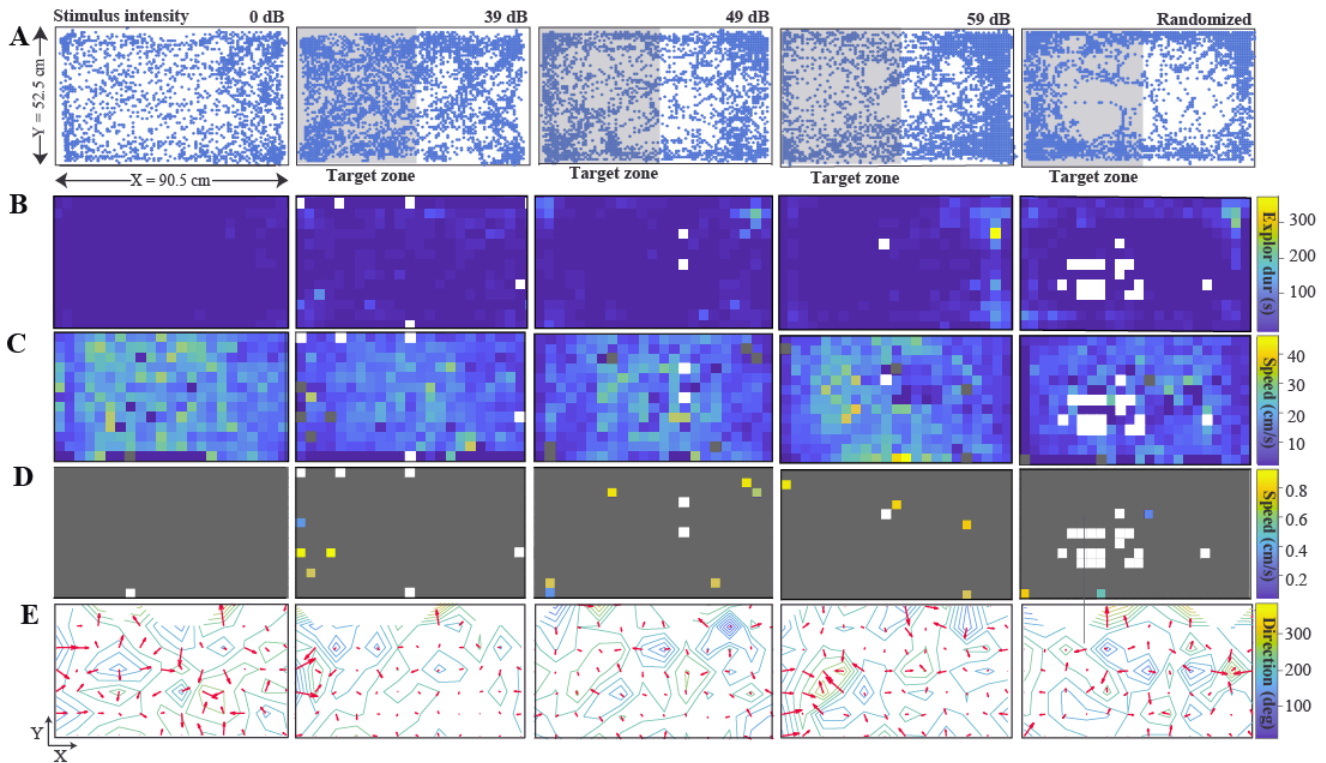 Stimulus intensity 0 dB 39 dB 49 dB 59 dB Randomized
A
Y = 52.5 cm
X = 90.5 cm
Target zone Target zone Target zone Target zone
B
Explor dur (s)
300
200
100
C
Speed (cm/s)
40
30
20
10
D
Speed (cm/s)
0.8
0.6
0.4
0.2
E
Direction (deg)
300
200
100
Y
X